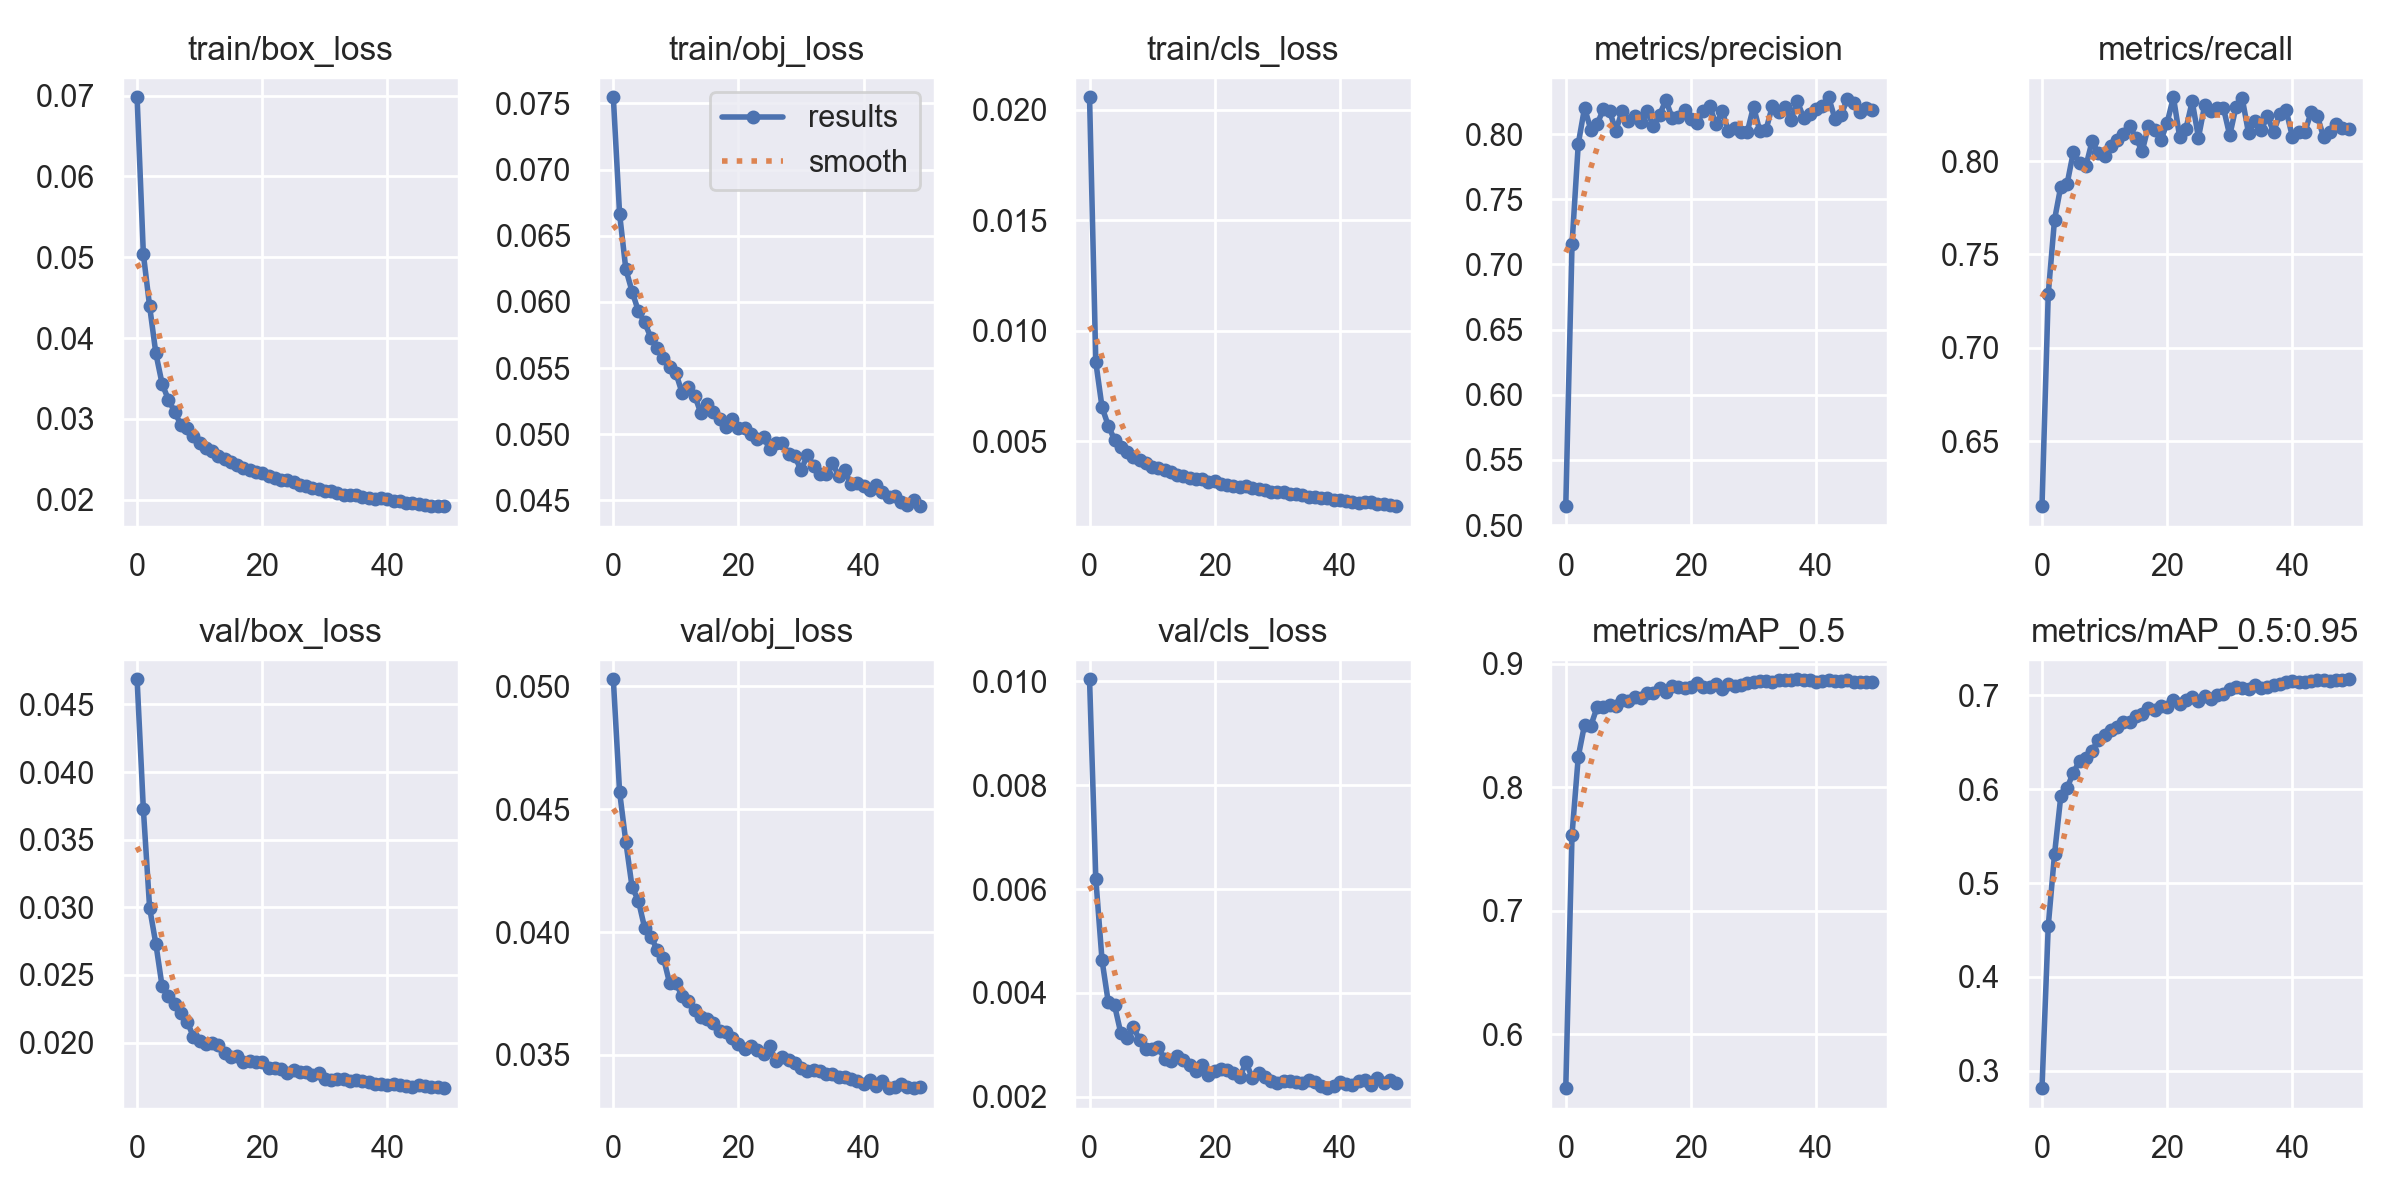 train/box_loss
0.07
0.06
0.05
0.04
0.03
0.02
0 20 40
train/obj_loss
results
smooth
0.075
0.070
0.065
0.060
0.055
0.050
0.045
0 20 40
train/cls_loss
0.020
0.015
0.010
0.005
0 20 40
metrics/precision
0.80
0.75
0.70
0.65
0.60
0.55
0.50
0 20 40
metrics/recall
0.80
0.75
0.70
0.65
0 20 40
val/box_loss
0.045
0.040
0.035
0.030
0.025
0.020
0 20 40
val/obj_loss
0.050
0.045
0.040
0.035
0 20 40
val/cls_loss
0.010
0.008
0.006
0.004
0.002
0 20 40
metrics/mAP_0.5
0.9
0.8
0.7
0.6
0 20 40
metrics/mAP_0.5:0.95
0.7
0.6
0.5
0.4
0.3
0 20 40